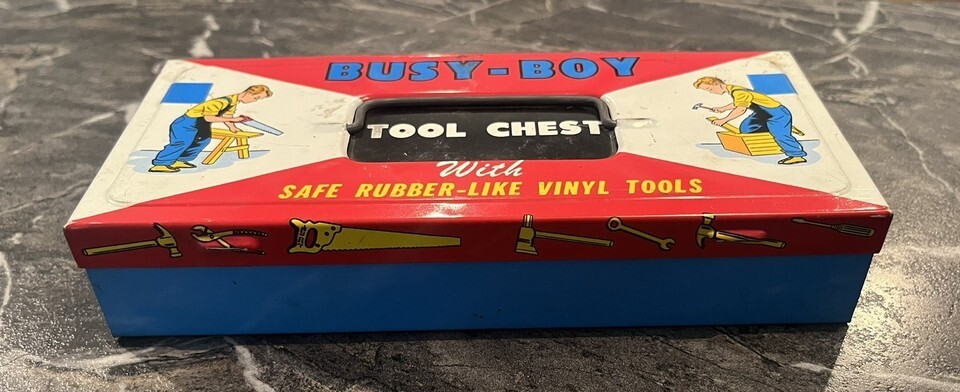 BUSY-BOY
TOOL CHEST
With
SAFE RUBBER-LIKE VINYL TOOLS